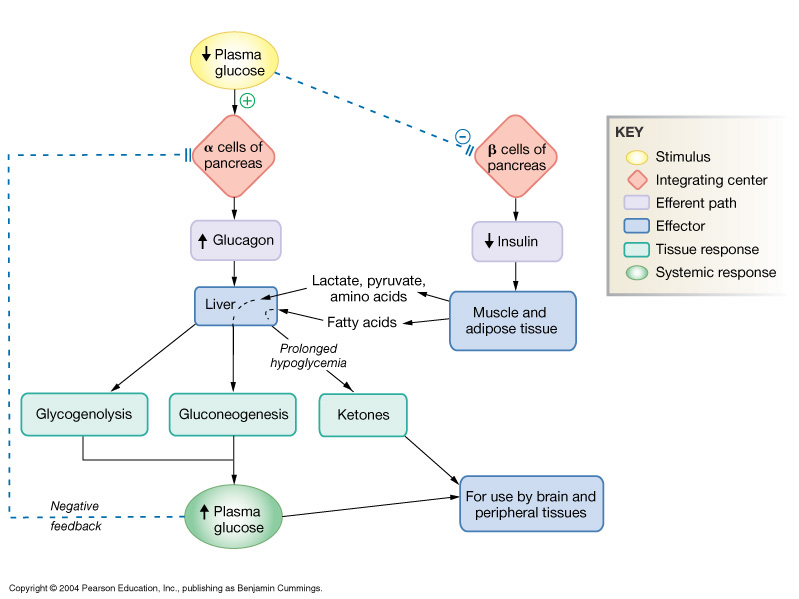 ↓ Plasma
glucose
+
α cells of
pancreas
−
β cells of
pancreas
↑ Glucagon
↓ Insulin
Liver
Lactate, pyruvate,
amino acids
Fatty acids
Muscle and
adipose tissue
Prolonged
hypoglycemia
Glycogenolysis
Gluconeogenesis
Ketones
↑ Plasma
glucose
For use by brain and
peripheral tissues
Negative
feedback
KEY
Stimulus
Integrating center
Efferent path
Effector
Tissue response
Systemic response
Copyright © 2004 Pearson Education, Inc., publishing as Benjamin Cummings.